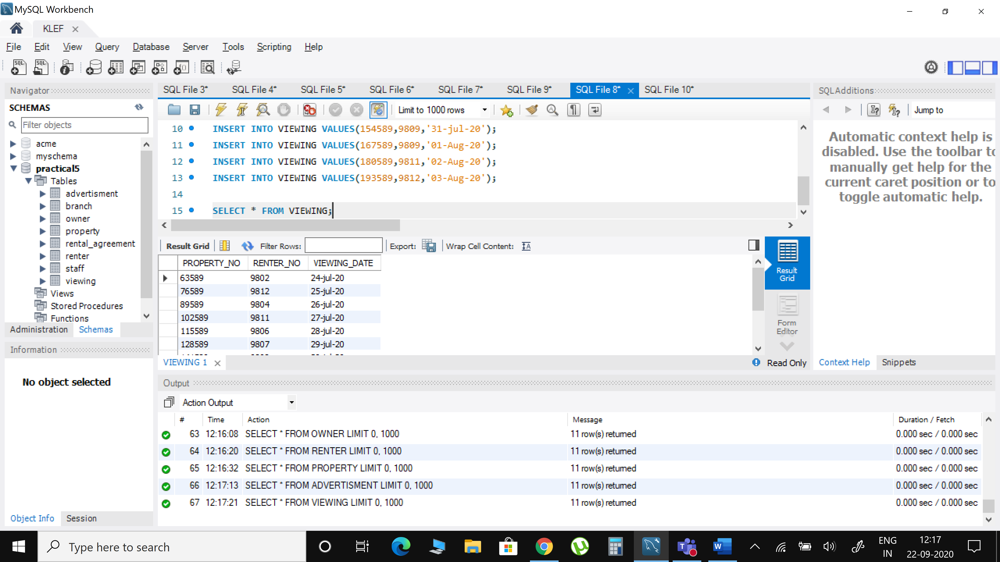 MySQL Workbench
KLEF
File Edit View Query Database Server Tools Scripting Help
Navigator
SCHEMAS
Filter objects
acme
myschema
practical5
Tables
advertisment
branch
owner
property
rental_agreement
renter
staff
viewing
Views
Stored Procedures
Functions
Administration Schemas
Information
No object selected
Object Info Session
SQL File 3* SQL File 4* SQL File 5* SQL File 6* SQL File 7* SQL File 9* SQL File 8* SQL File 10*
Limit to 1000 rows
10 INSERT INTO VIEWING VALUES(154589,9809,'31-jul-20');
11 INSERT INTO VIEWING VALUES(167589,9809,'01-Aug-20');
12 INSERT INTO VIEWING VALUES(180589,9811,'02-Aug-20');
13 INSERT INTO VIEWING VALUES(193589,9812,'03-Aug-20');
14
15 SELECT * FROM VIEWING;
Result Grid Filter Rows: Export: Wrap Cell Content:
PROPERTY_NO RENTER_NO VIEWING_DATE
63589 9802 24-jul-20
76589 9812 25-jul-20
89589 9804 26-jul-20
102589 9811 27-jul-20
115589 9806 28-jul-20
128589 9807 29-jul-20
Result
Grid
Form
Editor
VIEWING 1
Read Only
SQLAdditions
Jump to
Automatic context help is
disabled. Use the toolbar to
manually get help for the
current caret position or to
toggle automatic help.
Context Help Snippets
Output
Action Output
# Time Action Message Duration / Fetch
63 12:16:08 SELECT * FROM OWNER LIMIT 0, 1000 11 row(s) returned 0.000 sec / 0.000 sec
64 12:16:20 SELECT * FROM RENTER LIMIT 0, 1000 11 row(s) returned 0.000 sec / 0.000 sec
65 12:16:32 SELECT * FROM PROPERTY LIMIT 0, 1000 11 row(s) returned 0.000 sec / 0.000 sec
66 12:17:13 SELECT * FROM ADVERTISMENT LIMIT 0, 1000 11 row(s) returned 0.000 sec / 0.000 sec
67 12:17:21 SELECT * FROM VIEWING LIMIT 0, 1000 11 row(s) returned 0.000 sec / 0.000 sec
Type here to search
ENG
IN
12:17
22-09-2020